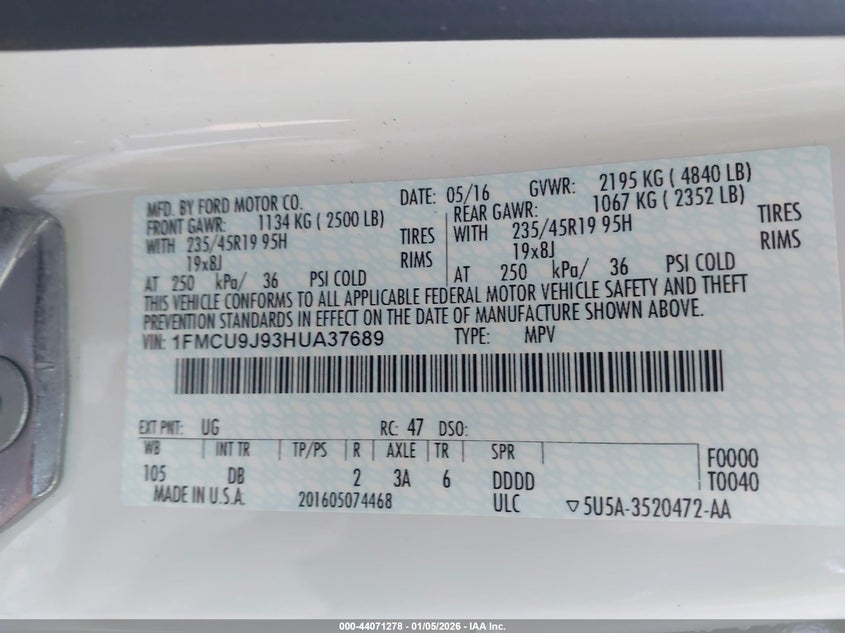 MFD. BY FORD MOTOR CO. DATE: 05/16 GVWR: 2195 KG ( 4840 LB)
FRONT GAWR: 1134 KG ( 2500 LB) REAR GAWR: 1067 KG ( 2352 LB)
WITH 235/45R19 95H TIRES WITH 235/45R19 95H TIRES
19x8J RIMS 19x8J RIMS
AT 250 kPa/ 36 PSI COLD AT 250 kPa/ 36 PSI COLD
THIS VEHICLE CONFORMS TO ALL APPLICABLE FEDERAL MOTOR VEHICLE SAFETY AND THEFT
PREVENTION STANDARDS IN EFFECT ON THE DATE OF MANUFACTURE SHOWN ABOVE.
VIN: 1FMCU9J93HUA37689 TYPE: MPV
EXT PNT: UG RC: 47 DSO:
WB INT TR TP/PS R AXLE TR SPR F0000
105 DB 2 3A 6 DDDD T0040
MADE IN U.S.A. 201605074468 ULC ▽5U5A-3520472-AA
000-44071278 - 01/05/2026 - IAA Inc.